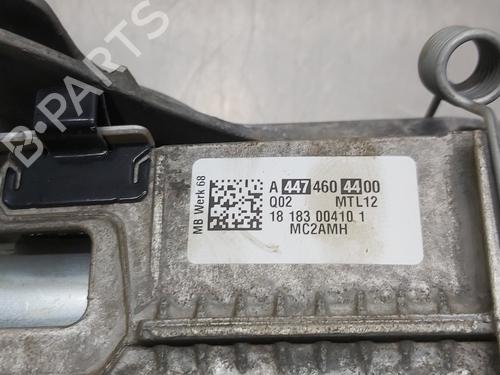 B-PARTS
MB Werk 68
A 447 460 44 00
Q02 MTL12
18 183 00410 1
MC2AMH